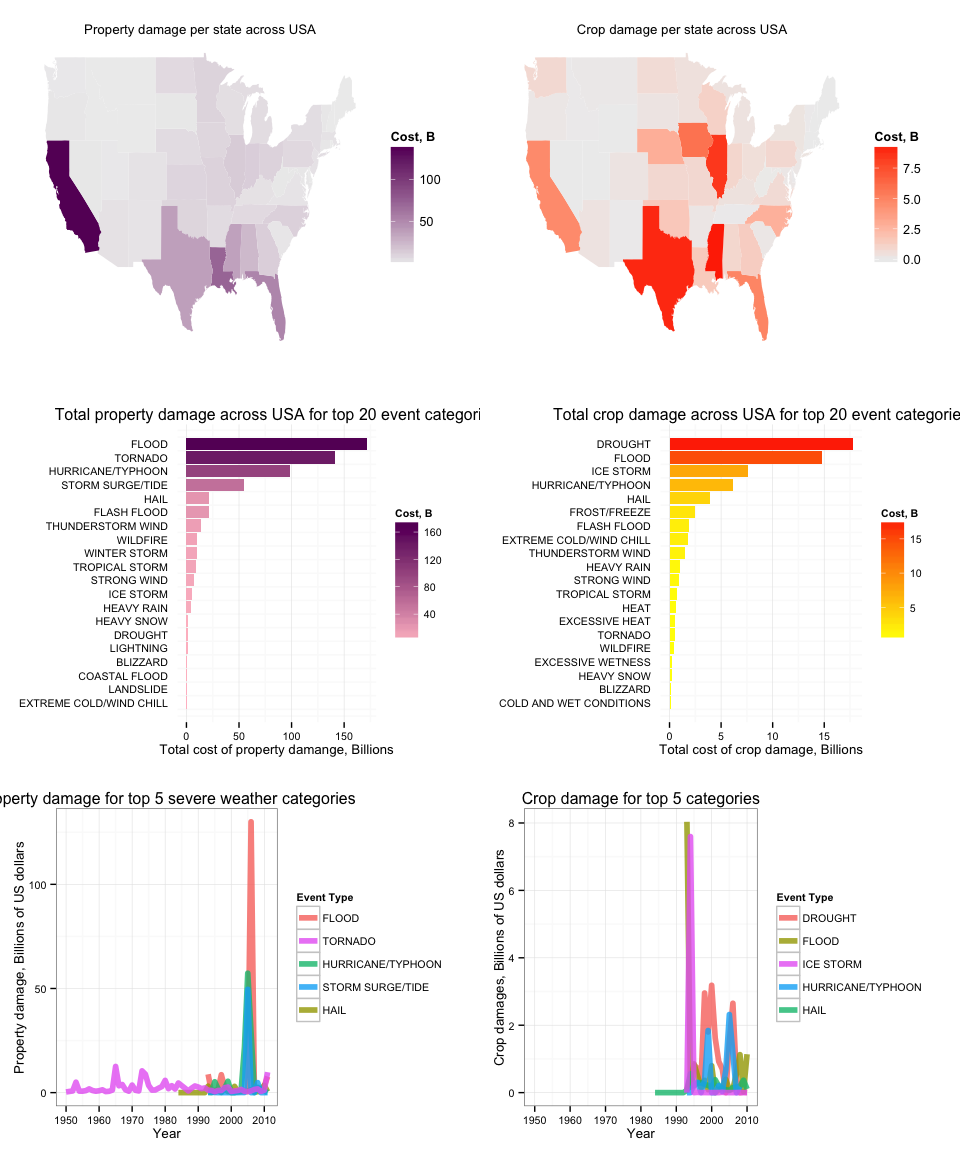 Property damage per state across USA
Cost, B
100
50
Crop damage per state across USA
Cost, B
7.5
5.0
2.5
0.0
Total property damage across USA for top 20 event categori
FLOOD
TORNADO
HURRICANE/TYPHOON
STORM SURGE/TIDE
HAIL
FLASH FLOOD
THUNDERSTORM WIND
WILDFIRE
WINTER STORM
TROPICAL STORM
STRONG WIND
ICE STORM
HEAVY RAIN
HEAVY SNOW
DROUGHT
LIGHTNING
BLIZZARD
COASTAL FLOOD
LANDSLIDE
EXTREME COLD/WIND CHILL
0 50 100 150
Total cost of property damange, Billions
Cost, B
160
120
80
40
Total crop damage across USA for top 20 event categorie
DROUGHT
FLOOD
ICE STORM
HURRICANE/TYPHOON
HAIL
FROST/FREEZE
FLASH FLOOD
EXTREME COLD/WIND CHILL
THUNDERSTORM WIND
HEAVY RAIN
STRONG WIND
TROPICAL STORM
HEAT
EXCESSIVE HEAT
TORNADO
WILDFIRE
EXCESSIVE WETNESS
HEAVY SNOW
BLIZZARD
COLD AND WET CONDITIONS
0 5 10 15
Total cost of crop damage, Billions
Cost, B
15
10
5
operty damage for top 5 severe weather categories
Property damage, Billions of US dollars
100
50
0
1950 1960 1970 1980 1990 2000 2010
Year
Event Type
FLOOD
TORNADO
HURRICANE/TYPHOON
STORM SURGE/TIDE
HAIL
Crop damage for top 5 categories
Crop damages, Billions of US dollars
8
6
4
2
0
1950 1960 1970 1980 1990 2000 2010
Year
Event Type
DROUGHT
FLOOD
ICE STORM
HURRICANE/TYPHOON
HAIL